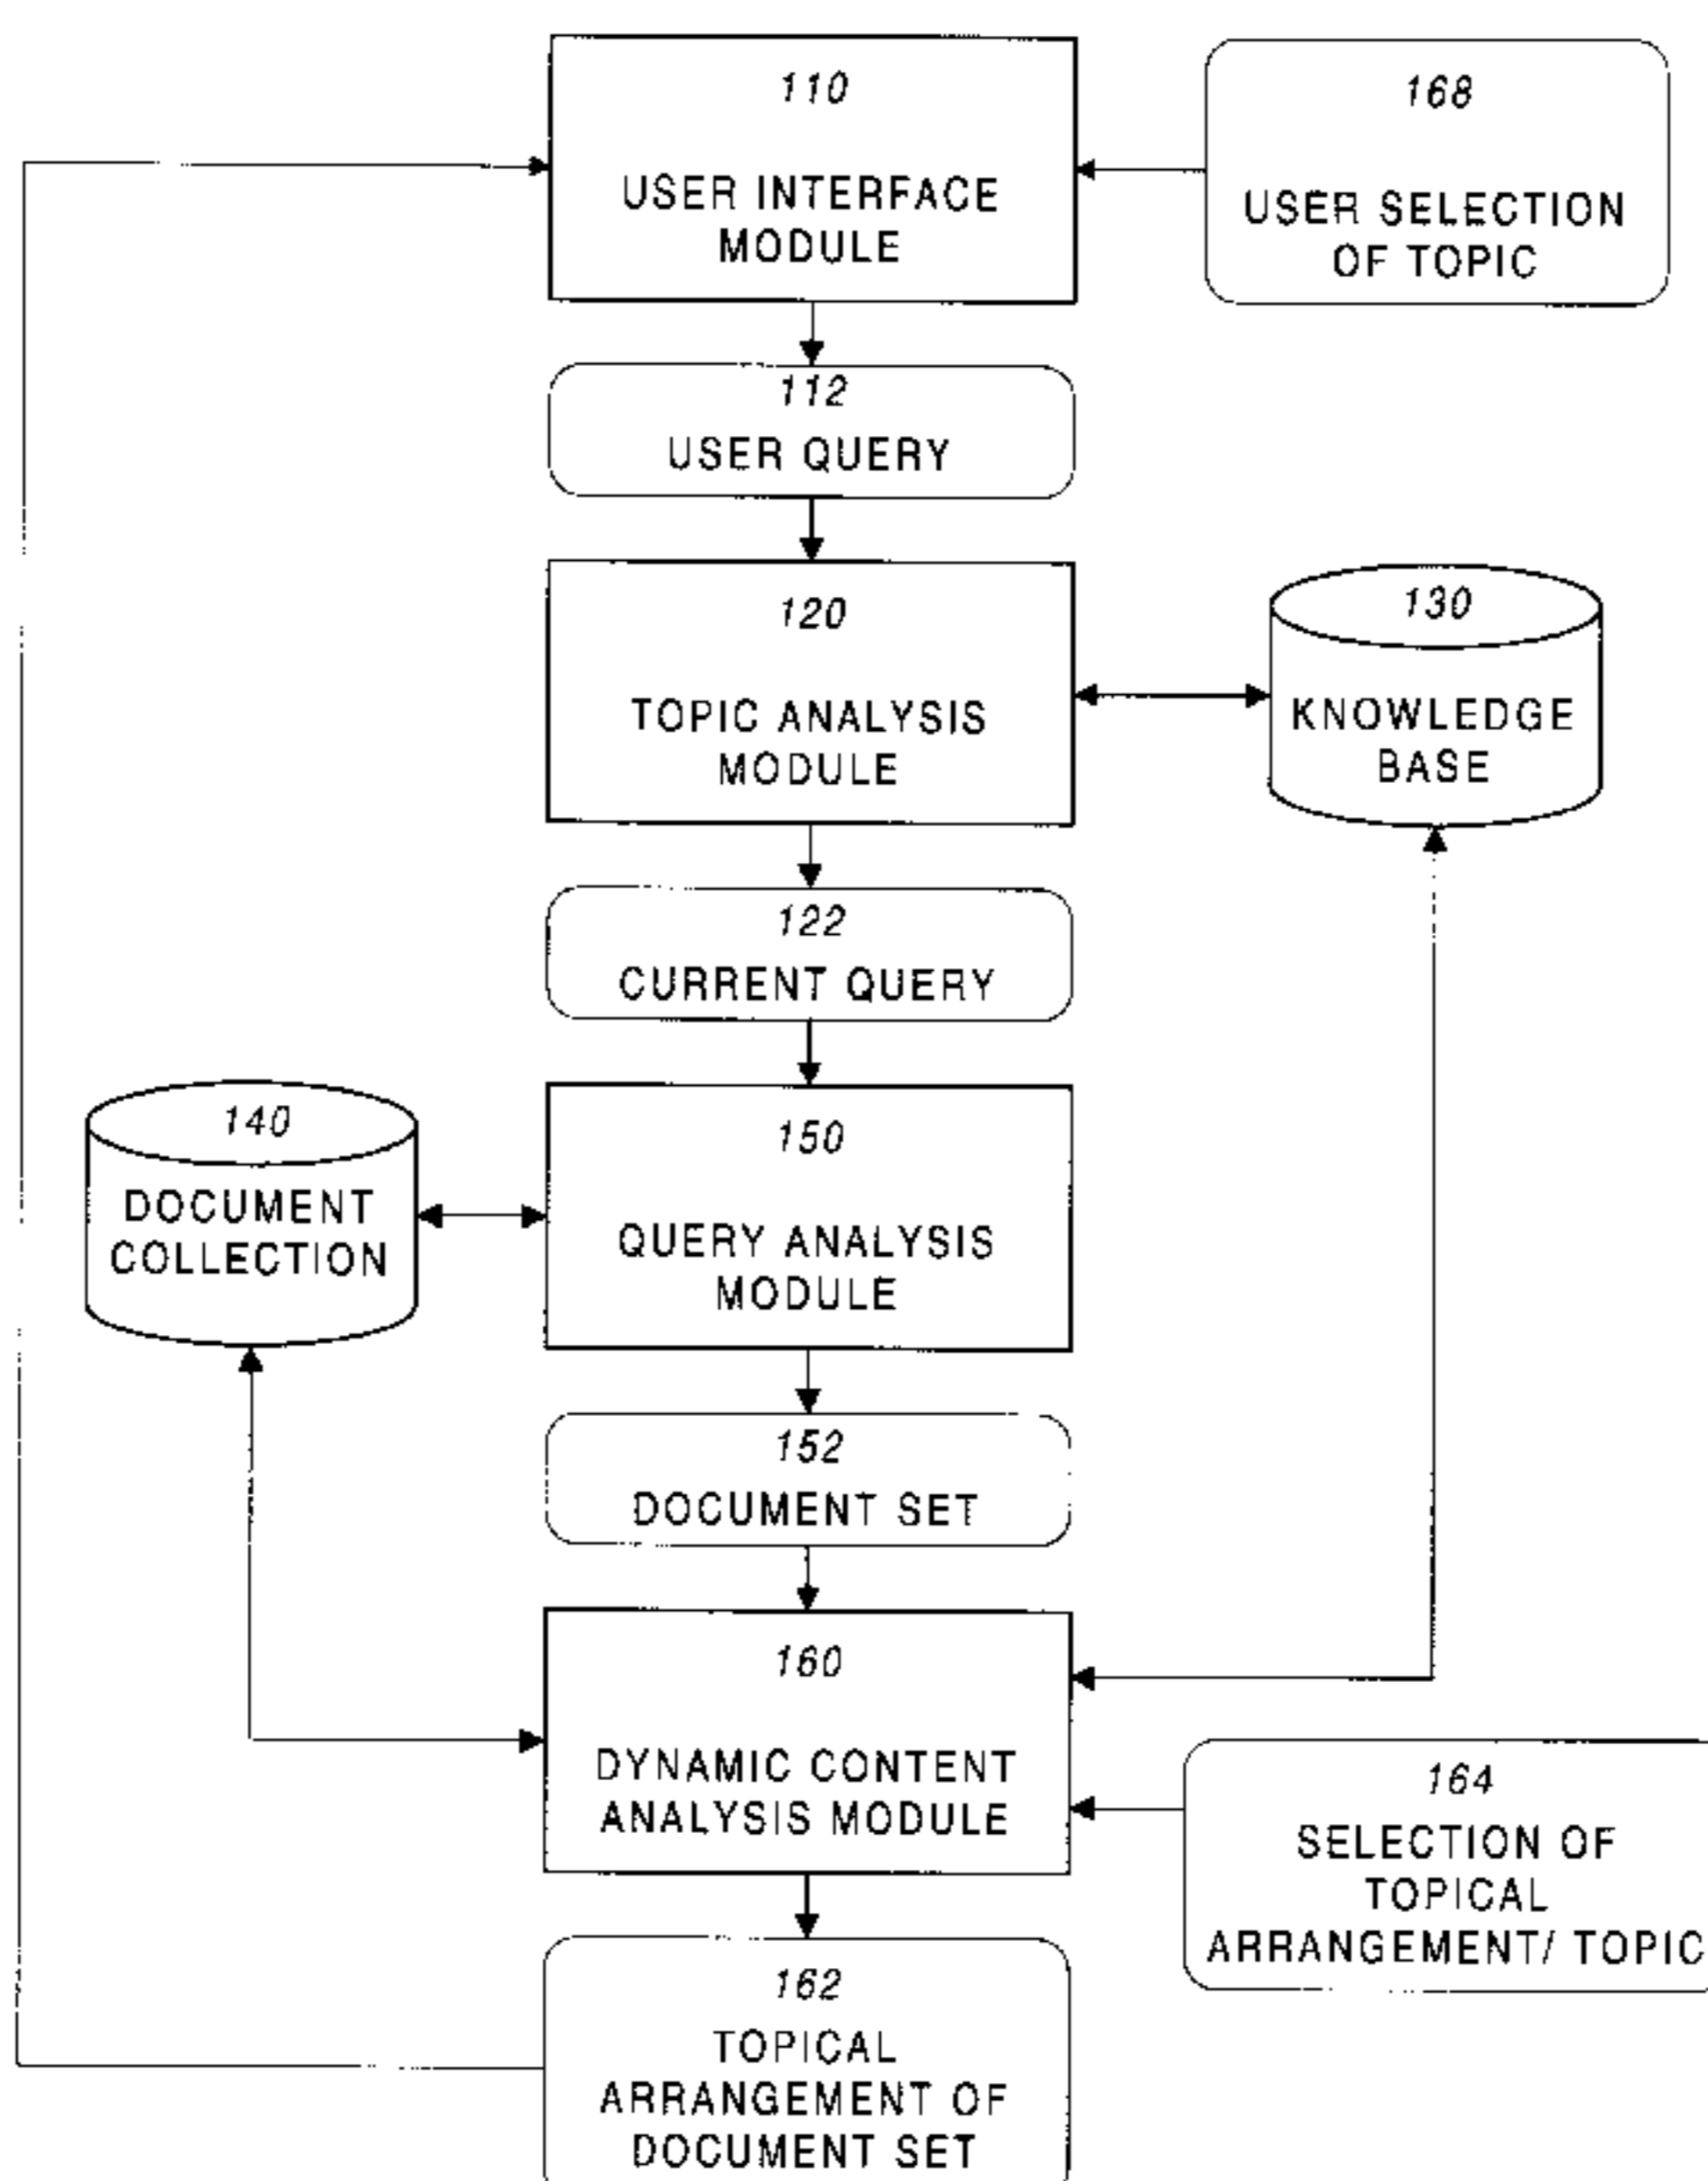 110
USER INTERFACE
MODULE
168
USER SELECTION
OF TOPIC
112
USER QUERY
120
TOPIC ANALYSIS
MODULE
130
KNOWLEDGE
BASE
122
CURRENT QUERY
140
DOCUMENT
COLLECTION
150
QUERY ANALYSIS
MODULE
152
DOCUMENT SET
160
DYNAMIC CONTENT
ANALYSIS MODULE
164
SELECTION OF
TOPICAL
ARRANGEMENT/ TOPIC
162
TOPICAL
ARRANGEMENT OF
DOCUMENT SET